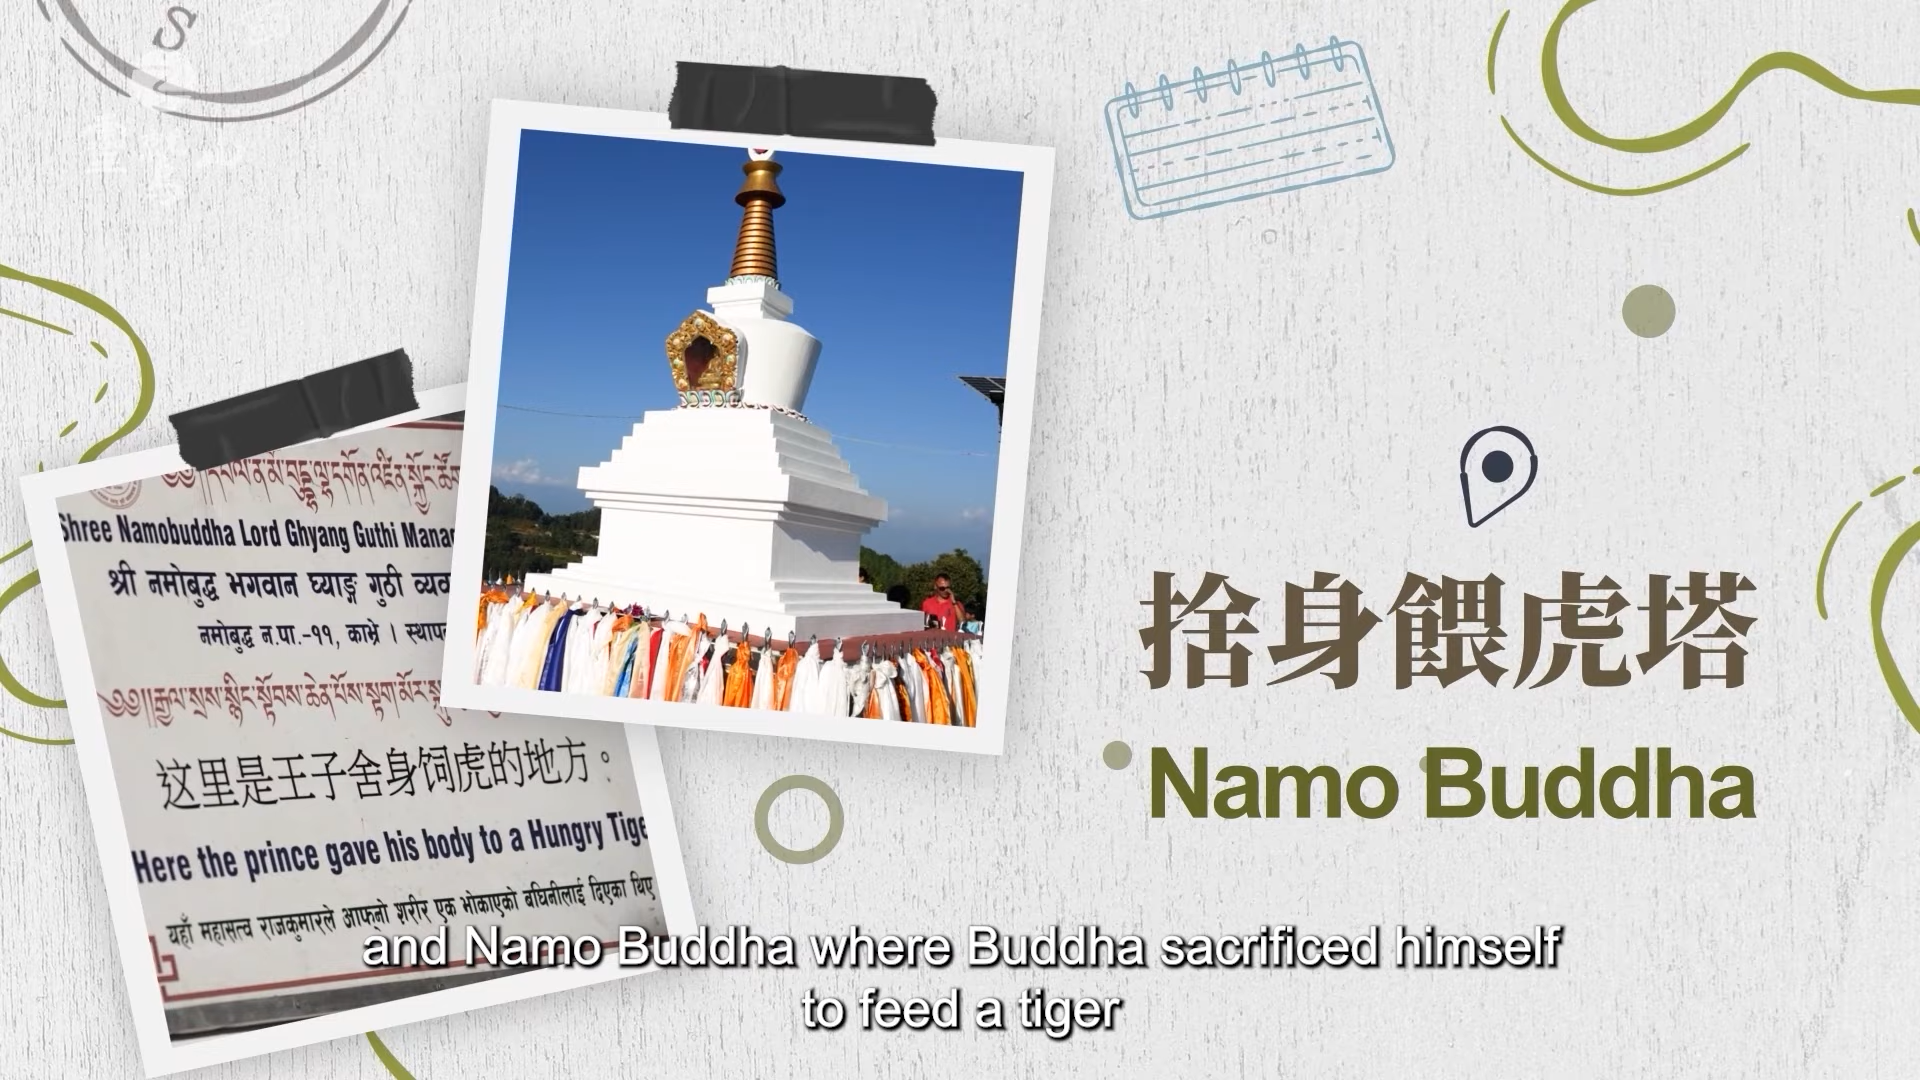 Shree Namobuddha Lord Ghyang Guthi
श्री नमोबुद्ध भगवान घ्याङ्ग गुठी
नमोबुद्ध न.पा.-११, काभ्रे ।
这里是王子舍身饲虎的地方。
Here the prince gave his body to a Hungry
यहाँ महासत्व राजकुमारले आफ्नो शरीर एक भोकाएको बघिनीलाई दिएका थिए
捨身餵虎塔
Namo Buddha
and Namo Buddha where Buddha sacrificed himself
to feed a tiger